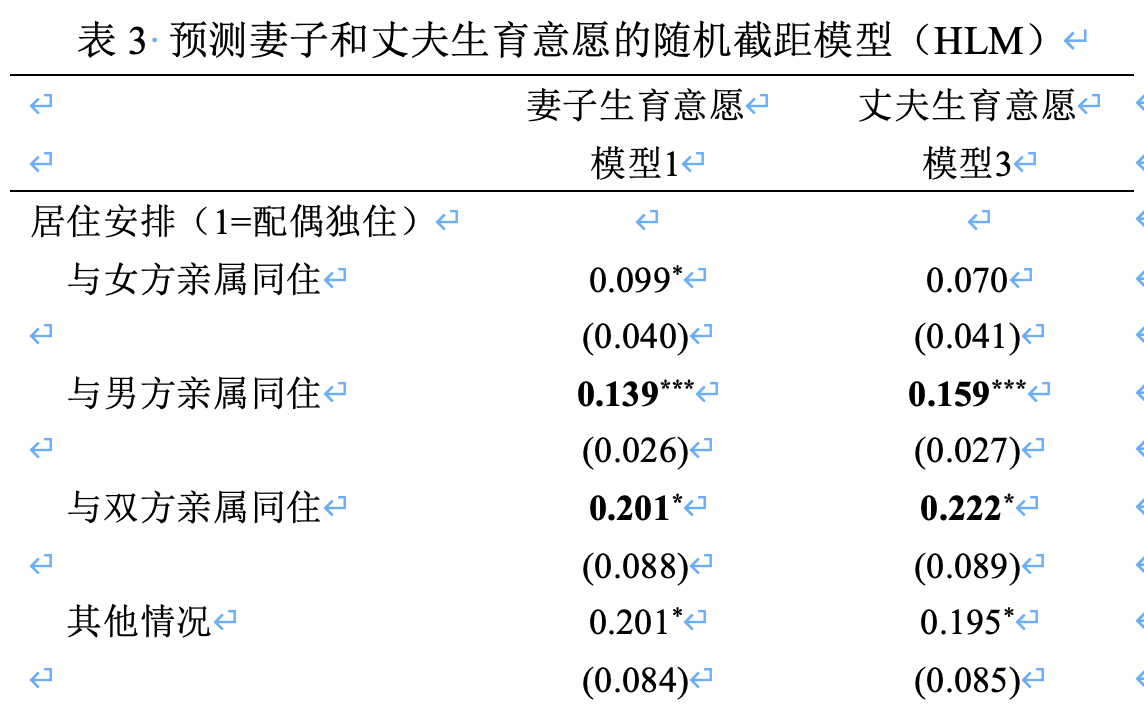 表 3· 预测妻子和丈夫生育意愿的随机截距模型（HLM）↵
↵ 妻子生育意愿↵ 丈夫生育意愿↵
↵ 模型1↵ 模型3↵
居住安排（1=配偶独住）↵ ↵ ↵
与女方亲属同住↵ 0.099*↵ 0.070↵
↵ (0.040)↵ (0.041)↵
与男方亲属同住↵ 0.139***↵ 0.159***↵
↵ (0.026)↵ (0.027)↵
与双方亲属同住↵ 0.201*↵ 0.222*↵
↵ (0.088)↵ (0.089)↵
其他情况↵ 0.201*↵ 0.195*↵
↵ (0.084)↵ (0.085)↵